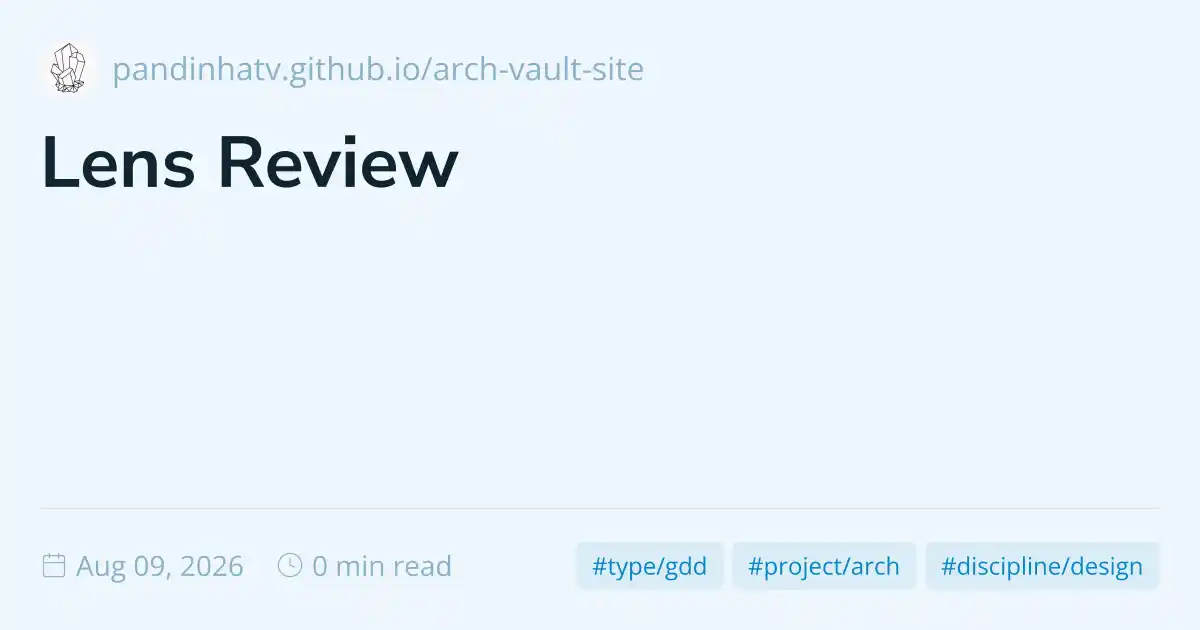 pandinhatv.github.io/arch-vault-site
Lens Review
Aug 09, 2026 0 min read #type/gdd #project/arch #discipline/design